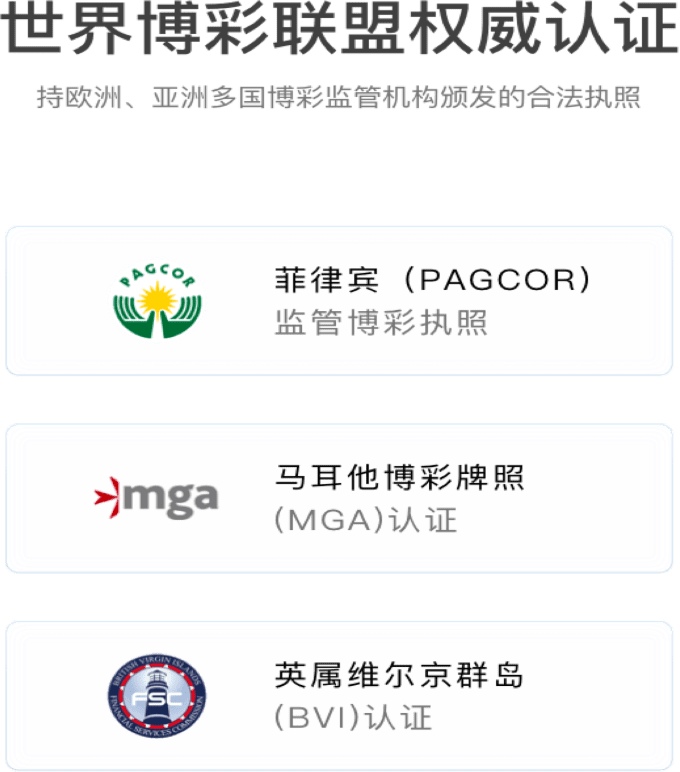 世界博彩联盟权威认证
持欧洲、亚洲多国博彩监管机构颁发的合法执照
PAGCOR
菲律宾（PAGCOR）
监管博彩执照
mga
马耳他博彩牌照
(MGA)认证
BRITISH VIRGIN ISLANDS
FSC
FINANCIAL SERVICES COMMISSION
英属维尔京群岛
(BVI)认证